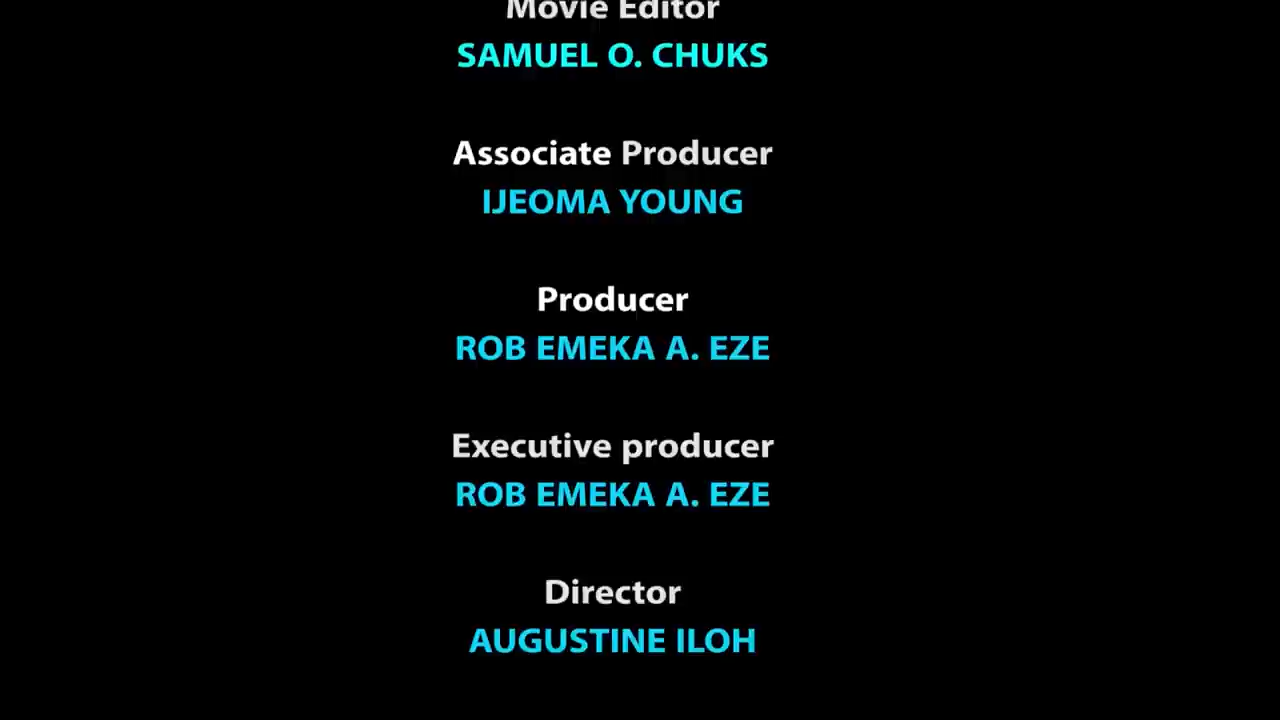 Movie Editor
SAMUEL O. CHUKS
Associate Producer
IJEOMA YOUNG
Producer
ROB EMEKA A. EZE
Executive producer
ROB EMEKA A. EZE
Director
AUGUSTINE ILOH